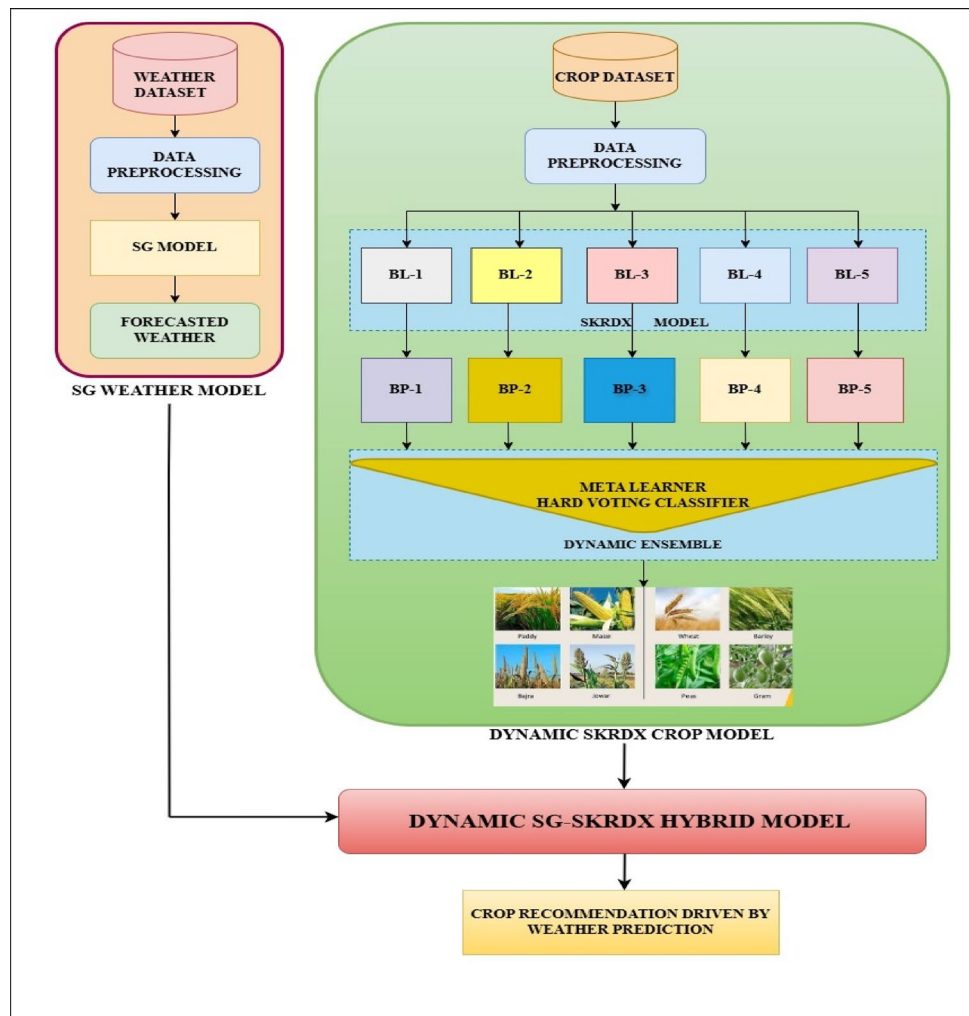 WEATHER
DATASET
DATA
PREPROCESSING
SG MODEL
FORECASTED
WEATHER
SG WEATHER MODEL
CROP DATASET
DATA
PREPROCESSING
BL-1 BL-2 BL-3 BL-4 BL-5
SKRDX MODEL
BP-1 BP-2 BP-3 BP-4 BP-5
META LEARNER
HARD VOTING CLASSIFIER
DYNAMIC ENSEMBLE
Paddy Maize Wheat Barley
Bajra Jowar Peas Gram
DYNAMIC SKRDX CROP MODEL
DYNAMIC SG-SKRDX HYBRID MODEL
CROP RECOMMENDATION DRIVEN BY
WEATHER PREDICTION